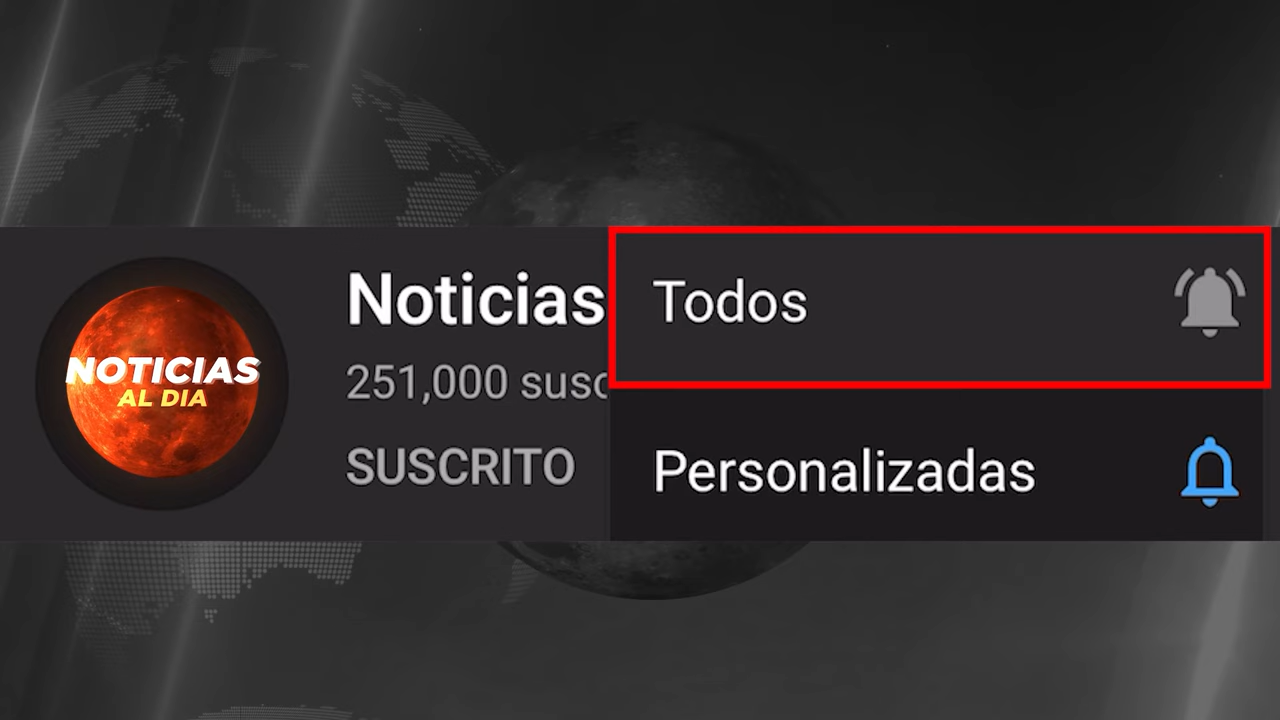 NOTICIAS
AL DIA
Noticias
251,000 susc
SUSCRITO
Todos
Personalizadas